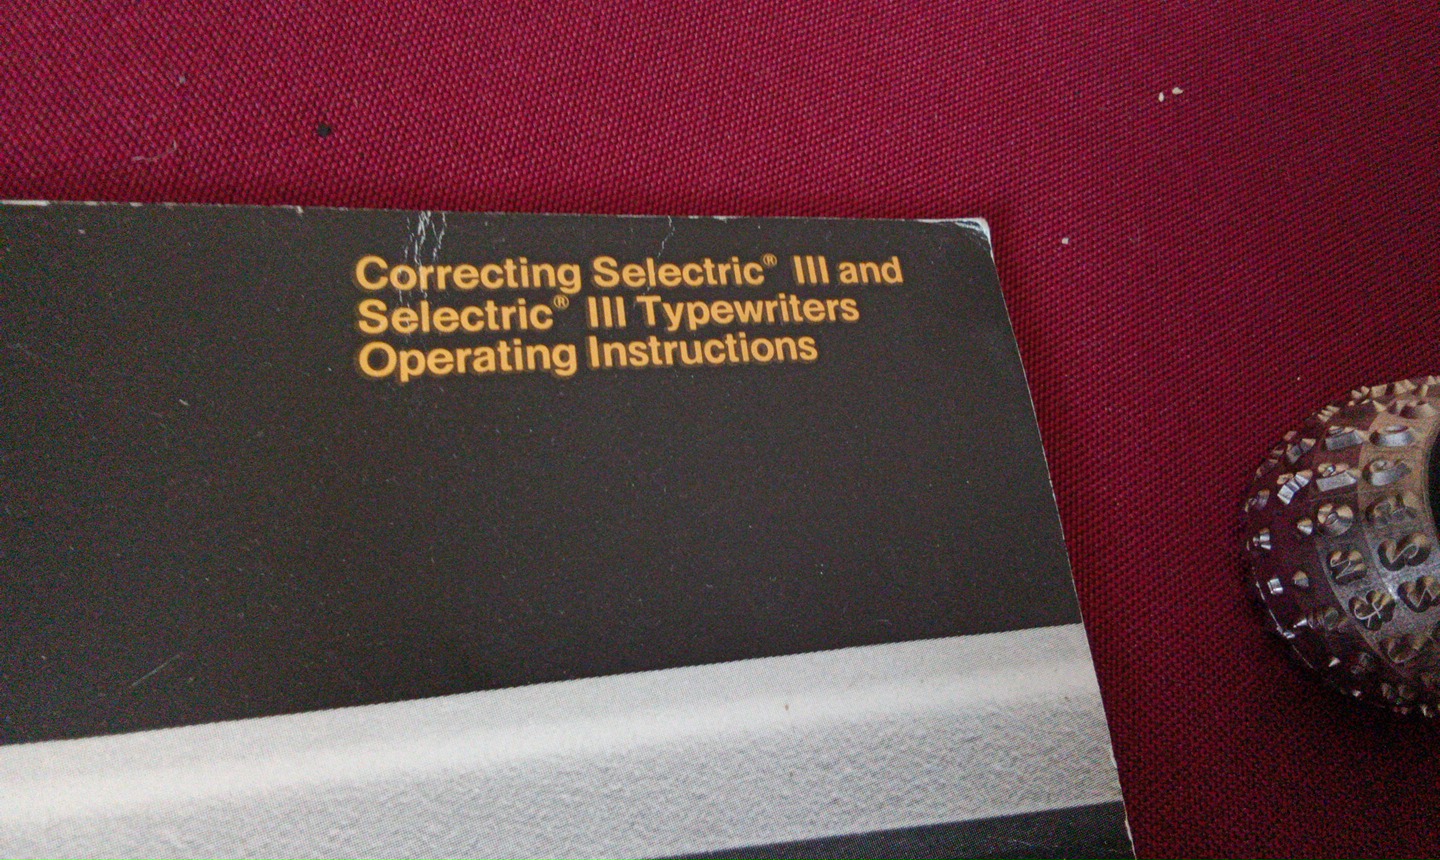 Correcting Selectric® III and
Selectric® III Typewriters
Operating Instructions